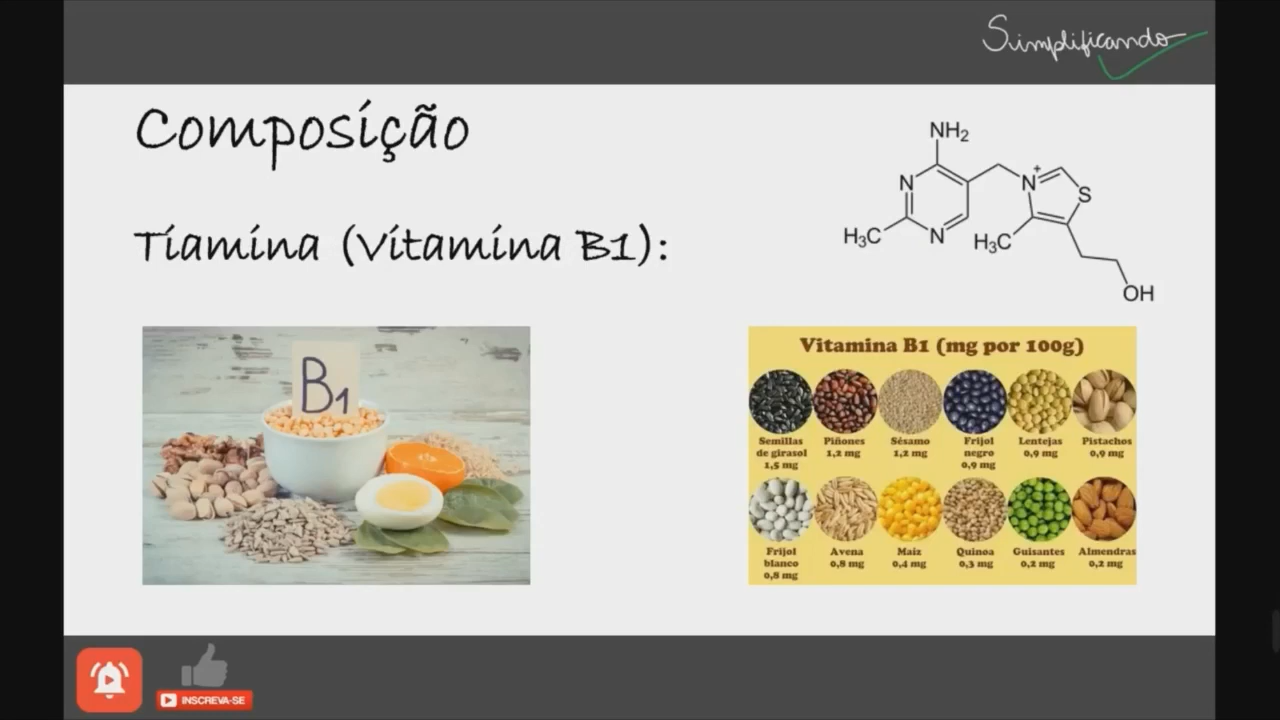 Simplificando
Composição
Tiamina (Vitamina B1):
NH₂
N
N
H₃C
N+
S
H₃C
OH
B1
Vitamina B1 (mg por 100g)
Semillas de girasol 1,5 mg
Piñones 1,2 mg
Sésamo 1,2 mg
Frijol negro 0,9 mg
Lentejas 0,9 mg
Pistachos 0,9 mg
Frijol blanco 0,8 mg
Avena 0,8 mg
Maiz 0,4 mg
Quinoa 0,3 mg
Guisantes 0,2 mg
Almendras 0,2 mg
INSCREVA-SE